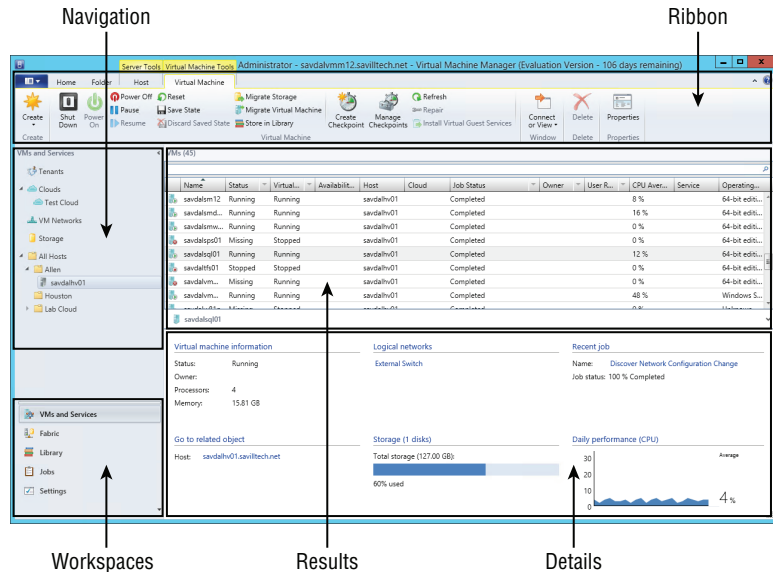 Navigation
Ribbon
Server Tools Virtual Machine Tools Administrator - savdalvmm12.savilltech.net - Virtual Machine Manager (Evaluation Version - 106 days remaining)
Home Folder Host Virtual Machine
Create
Shut Down
Power On
Power Off
Pause
Resume
Reset
Save State
Discard Saved State
Migrate Storage
Migrate Virtual Machine
Store in Library
Create Checkpoint
Manage Checkpoints
Refresh
Repair
Install Virtual Guest Services
Connect or View
Delete
Properties
Create Virtual Machine Window Delete Properties
VMs and Services
Tenants
Clouds
Test Cloud
VM Networks
Storage
All Hosts
Allen
savdalhv01
Houston
Lab Cloud
VMs (45)
Name Status Virtual... Availabilit... Host Cloud Job Status Owner User R... CPU Aver... Service Operating...
savdalsm12 Running Running savdalhv01 Completed 8 % 64-bit editi...
savdalsmd... Running Running savdalhv01 Completed 16 % 64-bit editi...
savdalsmw... Running Running savdalhv01 Completed 0 % 64-bit editi...
savdalsps01 Missing Stopped savdalhv01 Completed 0 % 64-bit editi...
savdalsql01 Running Running savdalhv01 Completed 12 % 64-bit editi...
savdaltfs01 Stopped Stopped savdalhv01 Completed 0 % 64-bit editi...
savdalvm... Missing Stopped savdalhv01 Completed 0 % 64-bit editi...
savdalvm... Running Running savdalhv01 Completed 48 % Windows S...
savdalsql01
Virtual machine information
Status: Running
Owner:
Processors: 4
Memory: 15.81 GB
Logical networks
External Switch
Recent job
Name: Discover Network Configuration Change
Job status: 100 % Completed
Go to related object
Host: savdalhv01.savilltech.net
Storage (1 disks)
Total storage (127.00 GB):
60% used
Daily performance (CPU)
30
20
10
0
Average
4 %
VMs and Services
Fabric
Library
Jobs
Settings
Workspaces
Results
Details